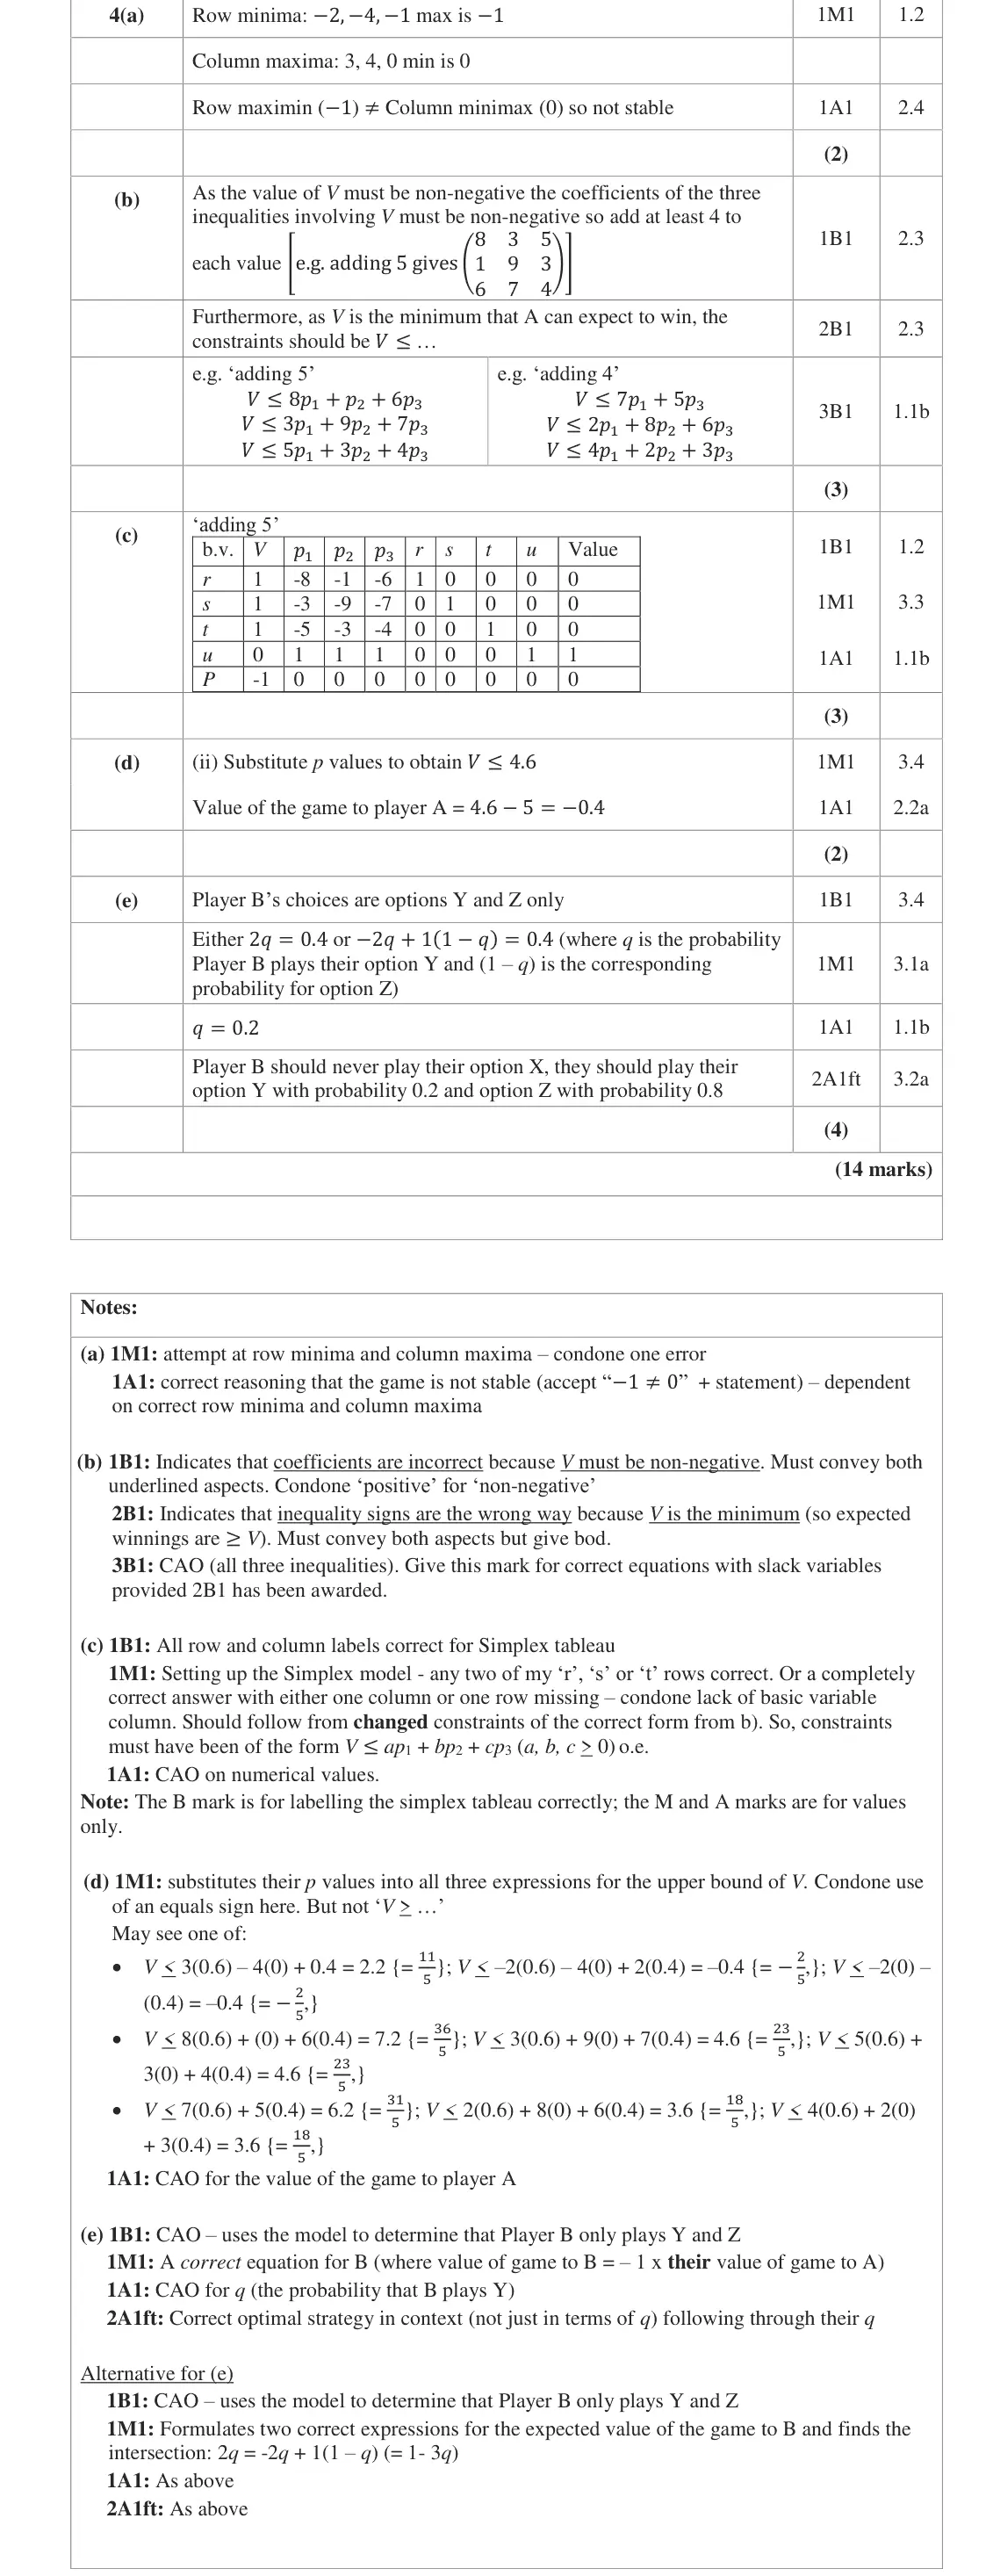 4(a) Row minima: −2, −4, −1 max is −1 1M1 1.2
Column maxima: 3, 4, 0 min is 0
Row maximin (−1) ≠ Column minimax (0) so not stable 1A1 2.4
(2)
(b) As the value of V must be non-negative the coefficients of the three
inequalities involving V must be non-negative so add at least 4 to
each value [e.g. adding 5 gives (8 3 5
1 9 3
6 7 4)] 1B1 2.3
Furthermore, as V is the minimum that A can expect to win, the
constraints should be V ≤ … 2B1 2.3
e.g. ‘adding 5’ e.g. ‘adding 4’
V ≤ 8p₁ + p₂ + 6p₃ V ≤ 7p₁ + 5p₃
V ≤ 3p₁ + 9p₂ + 7p₃ V ≤ 2p₁ + 8p₂ + 6p₃ 3B1 1.1b
V ≤ 5p₁ + 3p₂ + 4p₃ V ≤ 4p₁ + 2p₂ + 3p₃
(3)
(c) ‘adding 5’
b.v. V p₁ p₂ p₃ r s t u Value 1B1 1.2
r 1 -8 -1 -6 1 0 0 0 0
s 1 -3 -9 -7 0 1 0 0 0 1M1 3.3
t 1 -5 -3 -4 0 0 1 0 0
u 0 1 1 1 0 0 0 1 1 1A1 1.1b
P -1 0 0 0 0 0 0 0 0
(3)
(d) (ii) Substitute p values to obtain V ≤ 4.6 1M1 3.4
Value of the game to player A = 4.6 − 5 = −0.4 1A1 2.2a
(2)
(e) Player B’s choices are options Y and Z only 1B1 3.4
Either 2q = 0.4 or −2q + 1(1 − q) = 0.4 (where q is the probability
Player B plays their option Y and (1 – q) is the corresponding 1M1 3.1a
probability for option Z)
q = 0.2 1A1 1.1b
Player B should never play their option X, they should play their
option Y with probability 0.2 and option Z with probability 0.8 2A1ft 3.2a
(4)
(14 marks)
Notes:
(a) 1M1: attempt at row minima and column maxima – condone one error
1A1: correct reasoning that the game is not stable (accept “−1 ≠ 0” + statement) – dependent
on correct row minima and column maxima
(b) 1B1: Indicates that coefficients are incorrect because V must be non-negative. Must convey both
underlined aspects. Condone ‘positive’ for ‘non-negative’
2B1: Indicates that inequality signs are the wrong way because V is the minimum (so expected
winnings are ≥ V). Must convey both aspects but give bod.
3B1: CAO (all three inequalities). Give this mark for correct equations with slack variables
provided 2B1 has been awarded.
(c) 1B1: All row and column labels correct for Simplex tableau
1M1: Setting up the Simplex model - any two of my ‘r’, ‘s’ or ‘t’ rows correct. Or a completely
correct answer with either one column or one row missing – condone lack of basic variable
column. Should follow from changed constraints of the correct form from b). So, constraints
must have been of the form V ≤ ap₁ + bp₂ + cp₃ (a, b, c ≥ 0) o.e.
1A1: CAO on numerical values.
Note: The B mark is for labelling the simplex tableau correctly; the M and A marks are for values
only.
(d) 1M1: substitutes their p values into all three expressions for the upper bound of V. Condone use
of an equals sign here. But not ‘V ≥ …’
May see one of:
• V ≤ 3(0.6) – 4(0) + 0.4 = 2.2 {= 11/5}; V ≤ –2(0.6) – 4(0) + 2(0.4) = –0.4 {= − 2/5,}; V ≤ –2(0) –
(0.4) = –0.4 {= − 2/5,}
• V ≤ 8(0.6) + (0) + 6(0.4) = 7.2 {= 36/5}; V ≤ 3(0.6) + 9(0) + 7(0.4) = 4.6 {= 23/5,}; V ≤ 5(0.6) +
3(0) + 4(0.4) = 4.6 {= 23/5,}
• V ≤ 7(0.6) + 5(0.4) = 6.2 {= 31/5}; V ≤ 2(0.6) + 8(0) + 6(0.4) = 3.6 {= 18/5,}; V ≤ 4(0.6) + 2(0)
+ 3(0.4) = 3.6 {= 18/5,}
1A1: CAO for the value of the game to player A
(e) 1B1: CAO – uses the model to determine that Player B only plays Y and Z
1M1: A correct equation for B (where value of game to B = – 1 x their value of game to A)
1A1: CAO for q (the probability that B plays Y)
2A1ft: Correct optimal strategy in context (not just in terms of q) following through their q
Alternative for (e)
1B1: CAO – uses the model to determine that Player B only plays Y and Z
1M1: Formulates two correct expressions for the expected value of the game to B and finds the
intersection: 2q = -2q + 1(1 – q) (= 1- 3q)
1A1: As above
2A1ft: As above